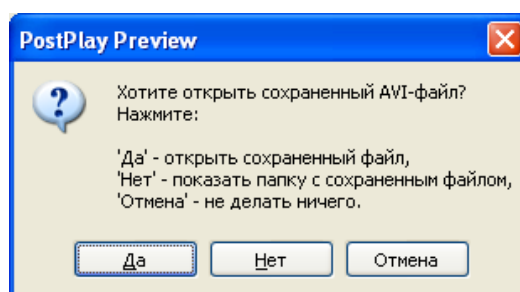 PostPlay Preview
Хотите открыть сохраненный AVI-файл?
Нажмите:
'Да' - открыть сохраненный файл,
'Нет' - показать папку с сохраненным файлом,
'Отмена' - не делать ничего.
Да Нет Отмена